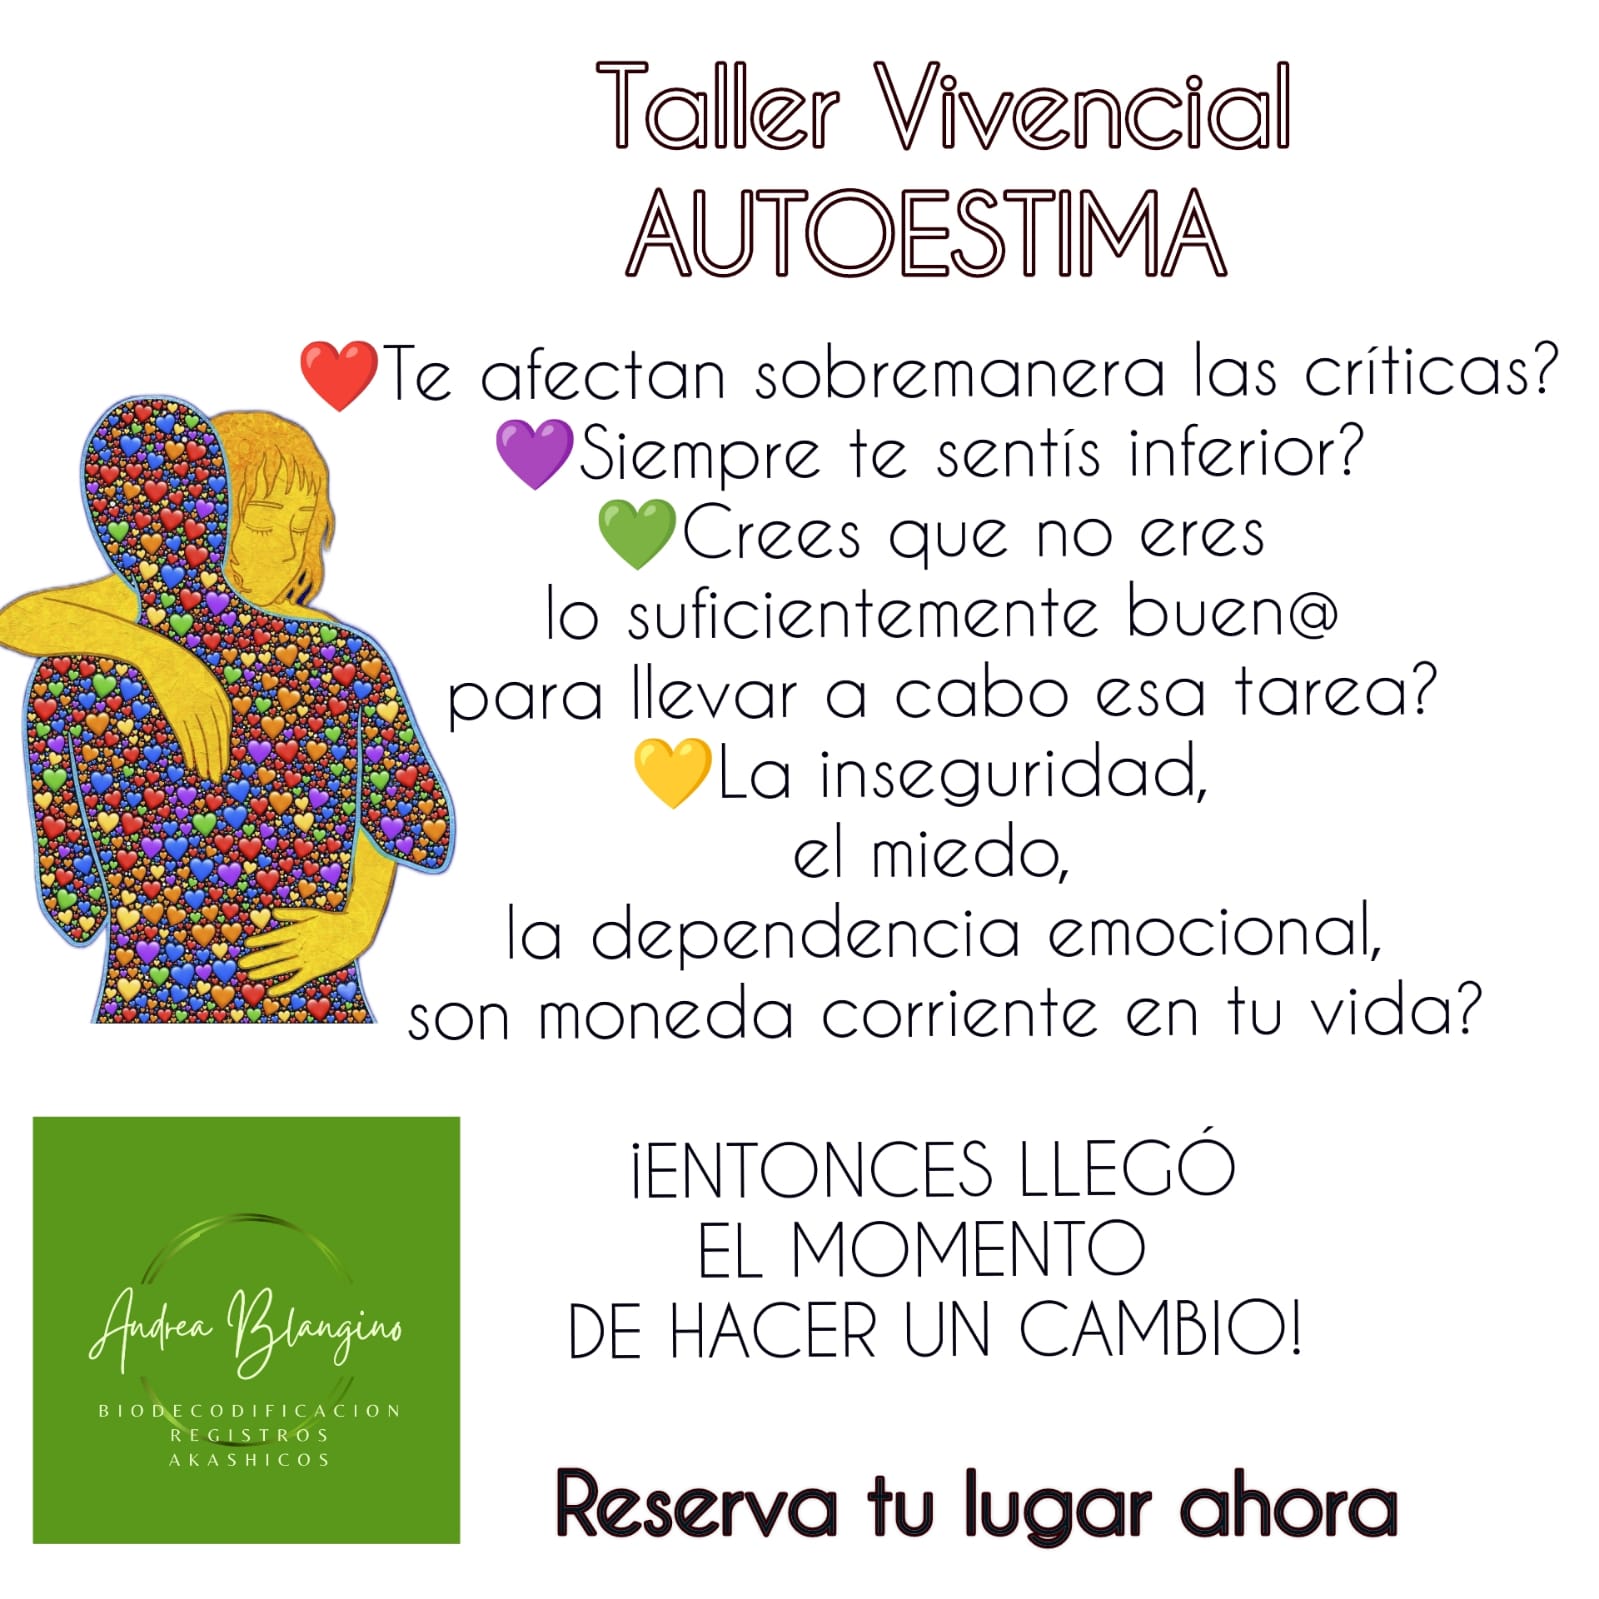 Taller Vivencial
AUTOESTIMA
❤️Te afectan sobremanera las críticas?
💜Siempre te sentís inferior?
💚Crees que no eres
lo suficientemente buen@
para llevar a cabo esa tarea?
💛La inseguridad,
el miedo,
la dependencia emocional,
son moneda corriente en tu vida?
¡ENTONCES LLEGÓ
EL MOMENTO
DE HACER UN CAMBIO!
Andrea Blangino
BIODECODIFICACION
REGISTROS
AKASHICOS
Reserva tu lugar ahora